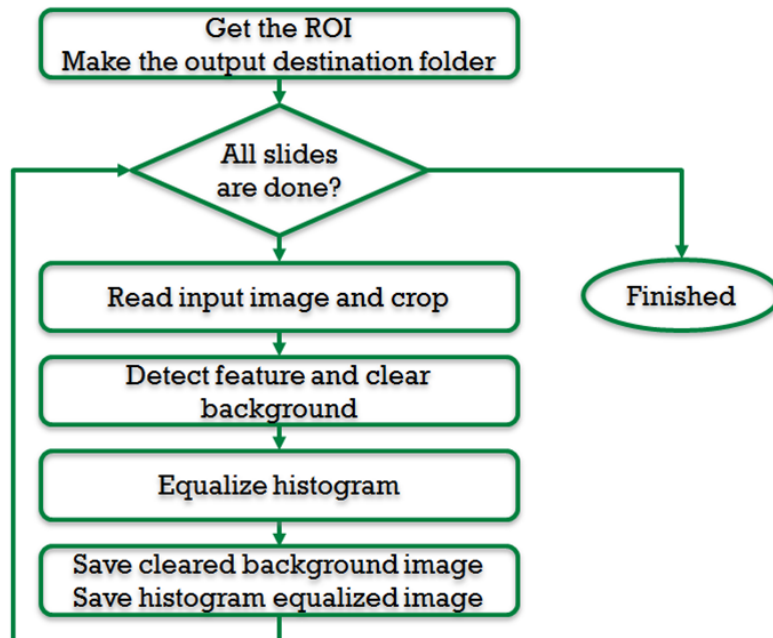 Get the ROI
Make the output destination folder
All slides
are done?
Read input image and crop
Finished
Detect feature and clear
background
Equalize histogram
Save cleared background image
Save histogram equalized image